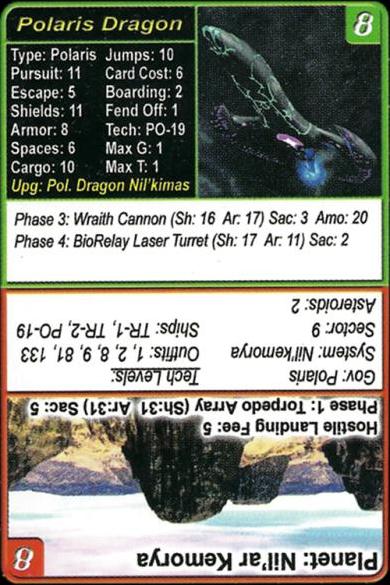 Polaris Dragon 8
Type: Polaris Jumps: 10
Pursuit: 11 Card Cost: 6
Escape: 5 Boarding: 2
Shields: 11 Fend Off: 1
Armor: 8 Tech: PO-19
Spaces: 6 Max G: 1
Cargo: 10 Max T: 1
Upg: Pol. Dragon Nil'kimas
Phase 3: Wraith Cannon (Sh: 16 Ar: 17) Sac: 3 Amo: 20
Phase 4: BioRelay Laser Turret (Sh: 17 Ar: 11) Sac: 2
Planet: Nil'ar Kemorya 8
Hostile Landing Fee: 5
Phase 1: Torpedo Array (Sh:31 Ar:31) Sac: 5
Gov: Polaris Tech Levels:
System: Nil'kemorya Outfits: 1, 2, 8, 9, 81, 133
Sector: 9 Ships: TR-1, TR-2, PO-19
Asteroids: 2